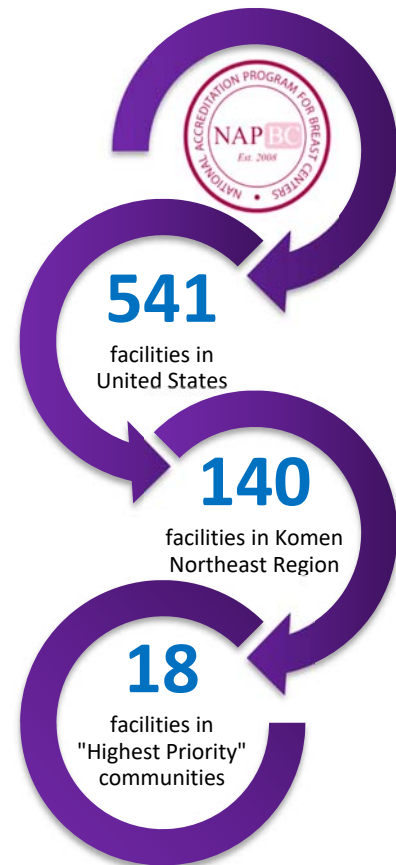 NATIONAL ACCREDITATION PROGRAM FOR BREAST CENTERS
NAPBC
Est. 2008
541
facilities in
United States
140
facilities in Komen
Northeast Region
18
facilities in
"Highest Priority"
communities